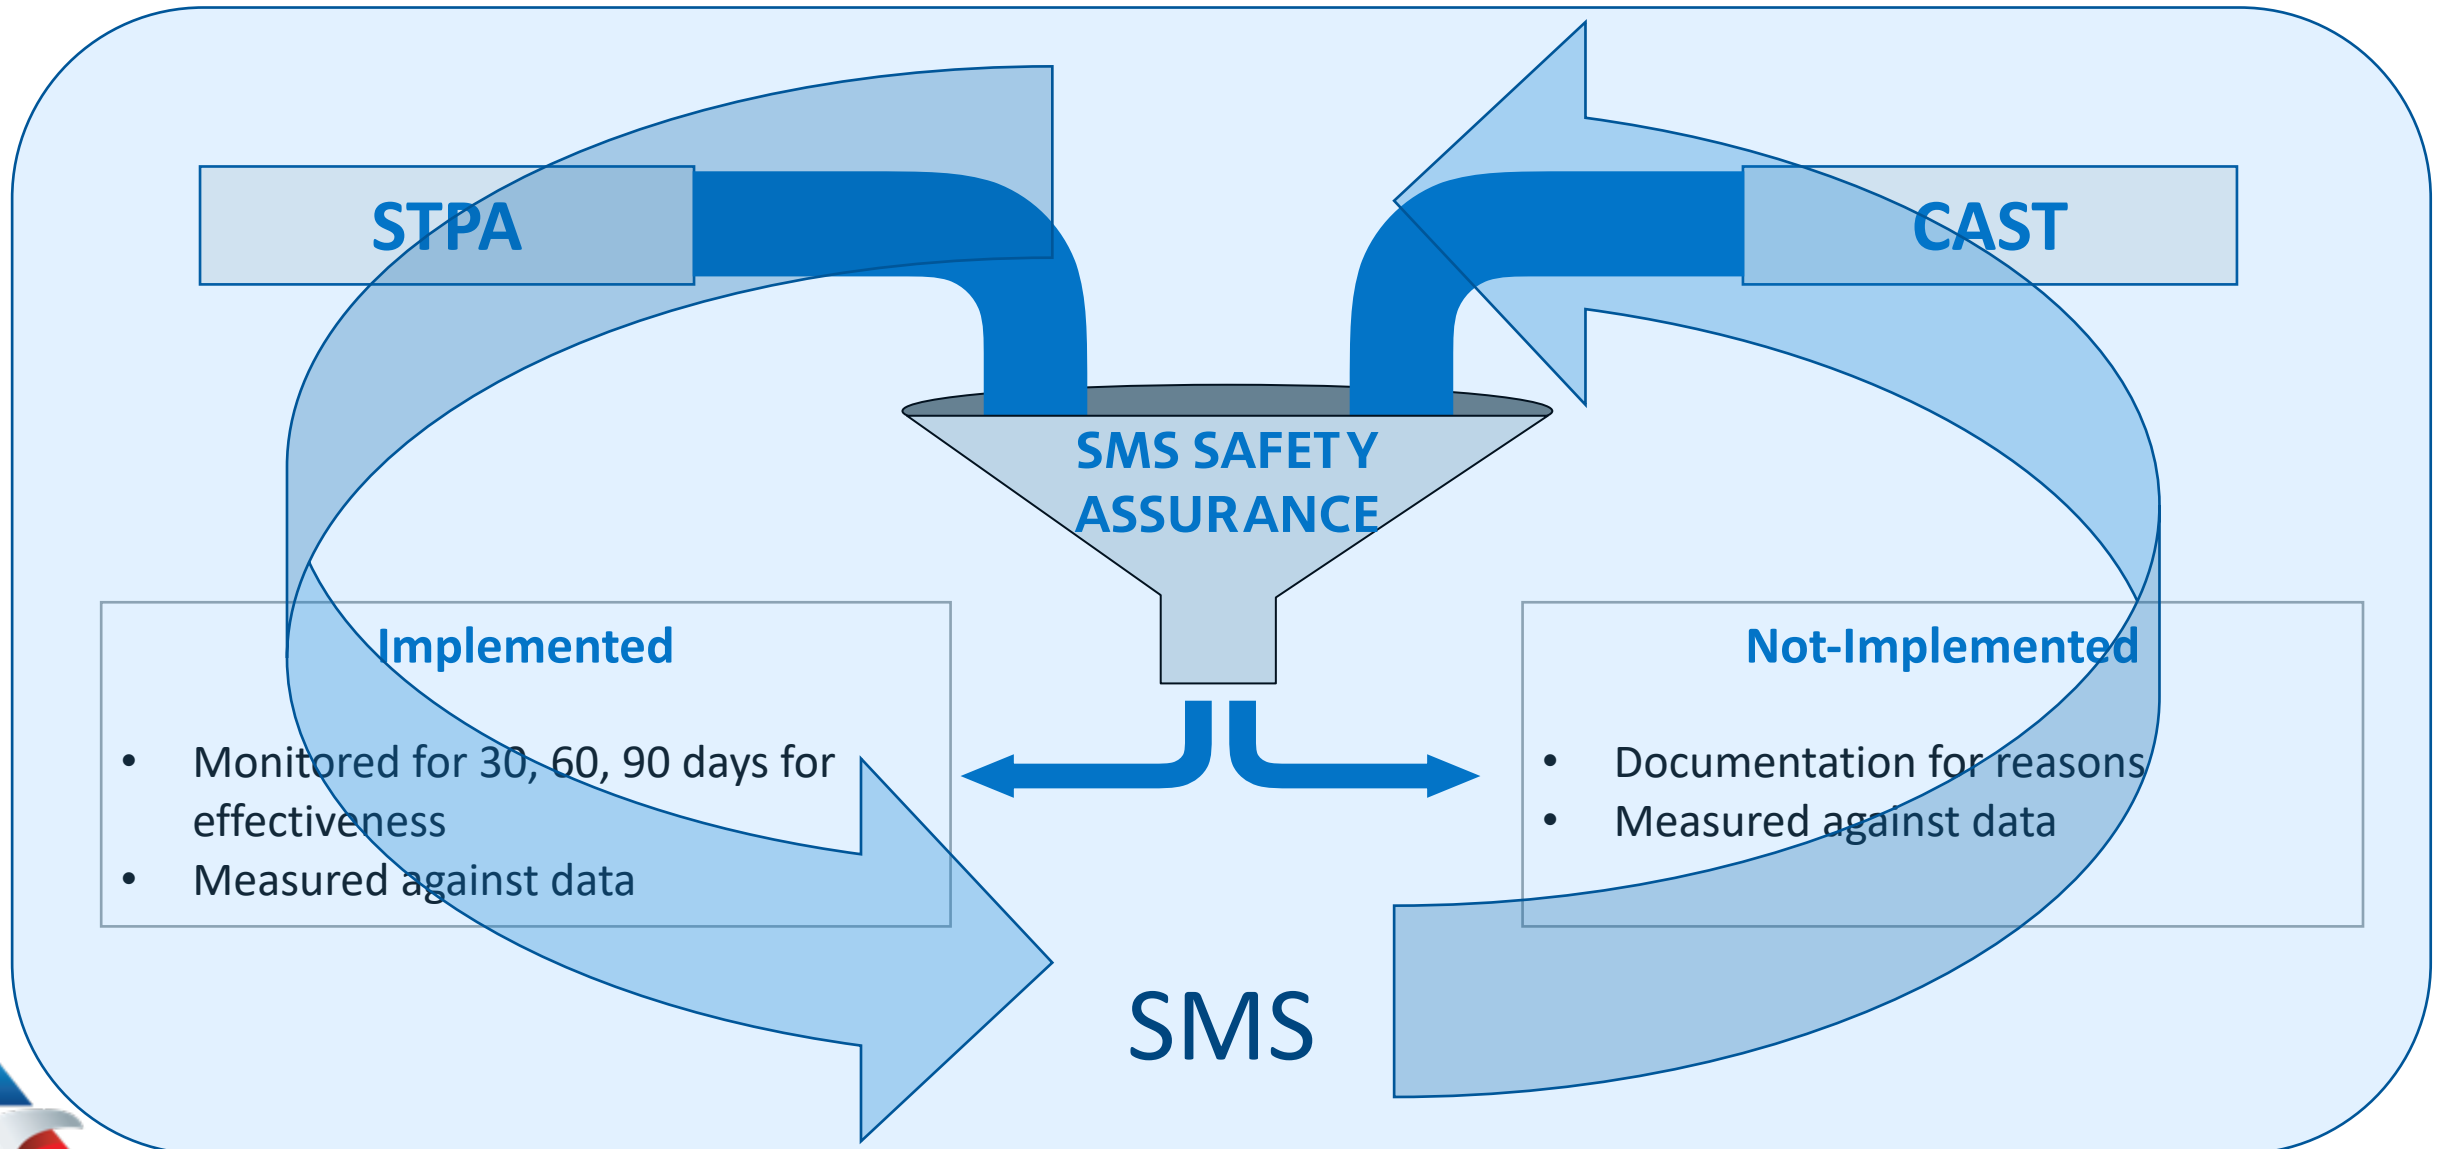 STPA
CAST
SMS SAFETY
ASSURANCE
Implemented
• Monitored for 30, 60, 90 days for
effectiveness
• Measured against data
Not-Implemented
• Documentation for reasons
• Measured against data
SMS